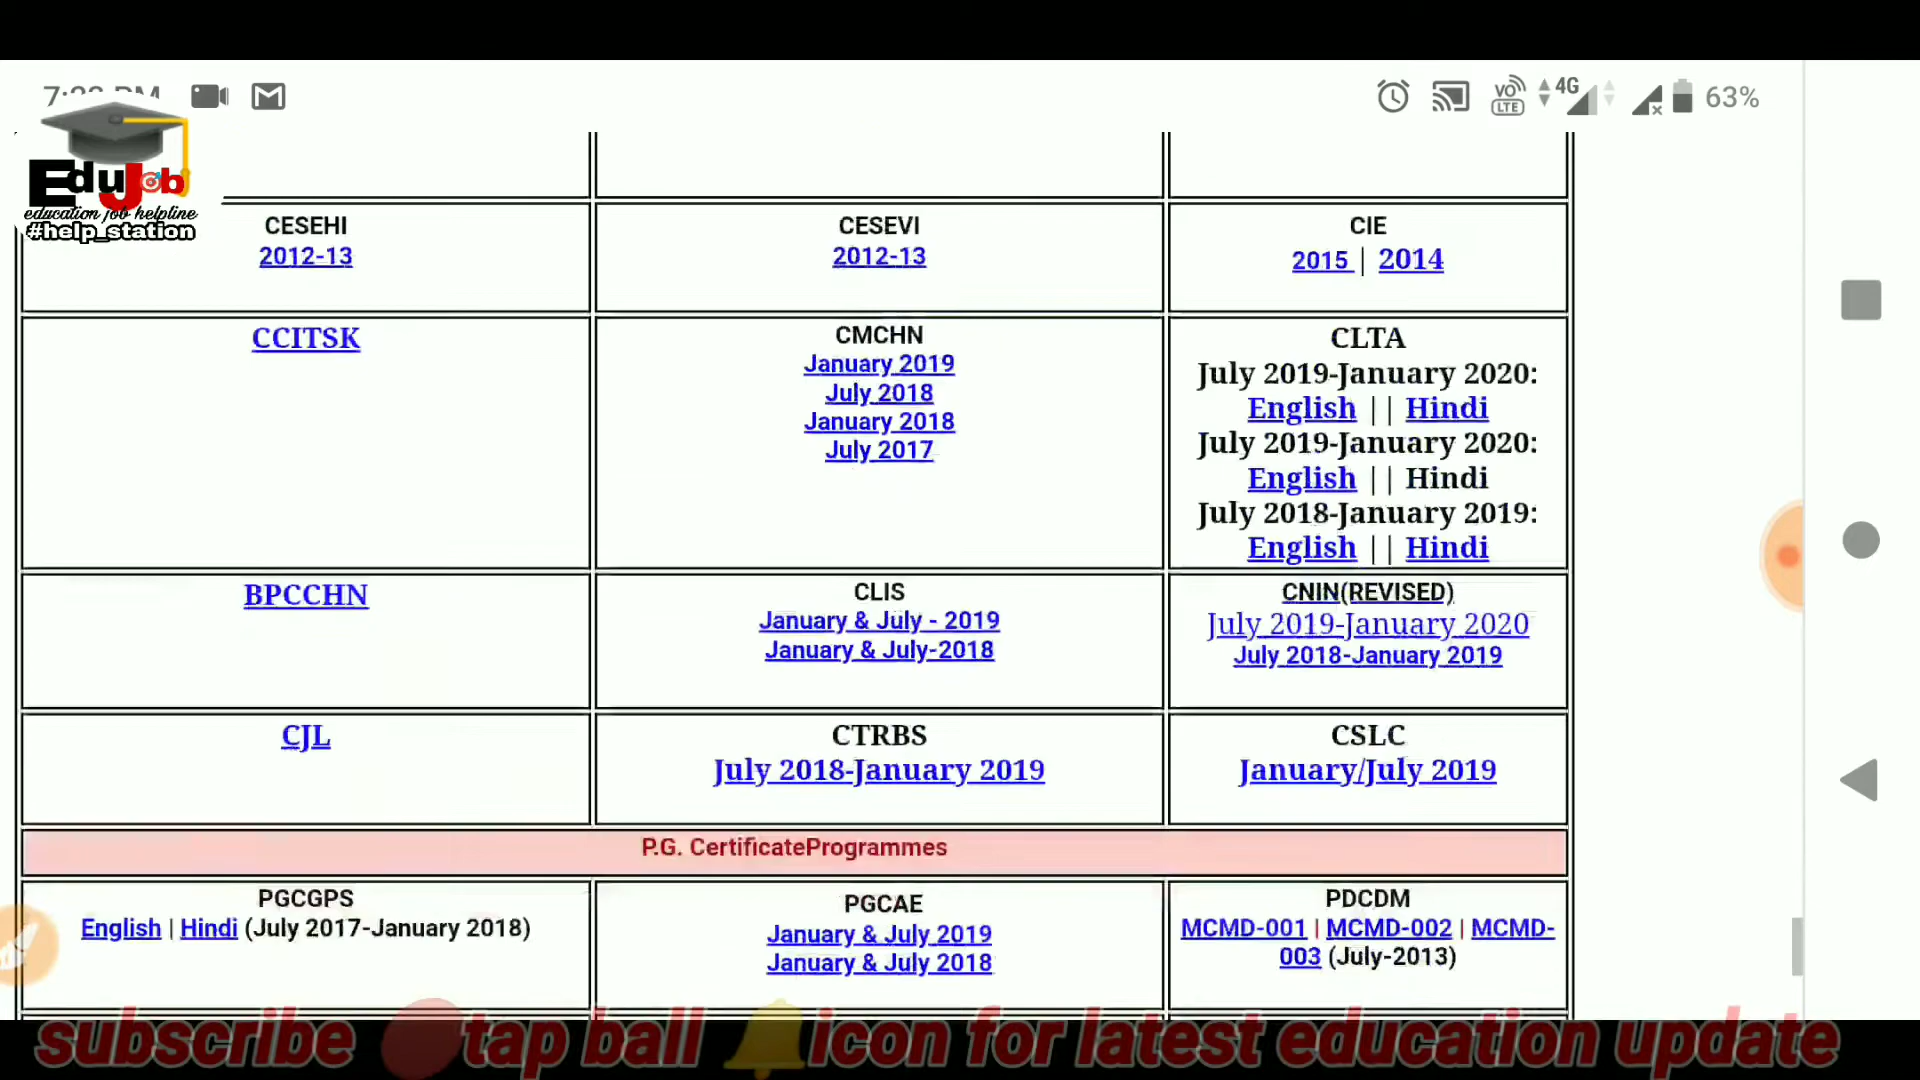 VO LTE 4G 63%
EduJob
education job helpline
#help_station
CESEHI
2012-13
CESEVI
2012-13
CIE
2015 | 2014
CCITSK
CMCHN
January 2019
July 2018
January 2018
July 2017
CLTA
July 2019-January 2020:
English || Hindi
July 2019-January 2020:
English || Hindi
July 2018-January 2019:
English || Hindi
BPCCHN
CLIS
January & July - 2019
January & July-2018
CNIN(REVISED)
July 2019-January 2020
July 2018-January 2019
CJL
CTRBS
July 2018-January 2019
CSLC
January/July 2019
P.G. CertificateProgrammes
PGCGPS
English | Hindi (July 2017-January 2018)
PGCAE
January & July 2019
January & July 2018
PDCDM
MCMD-001 | MCMD-002 | MCMD-
003 (July-2013)
subscribe tap ball icon for latest education update